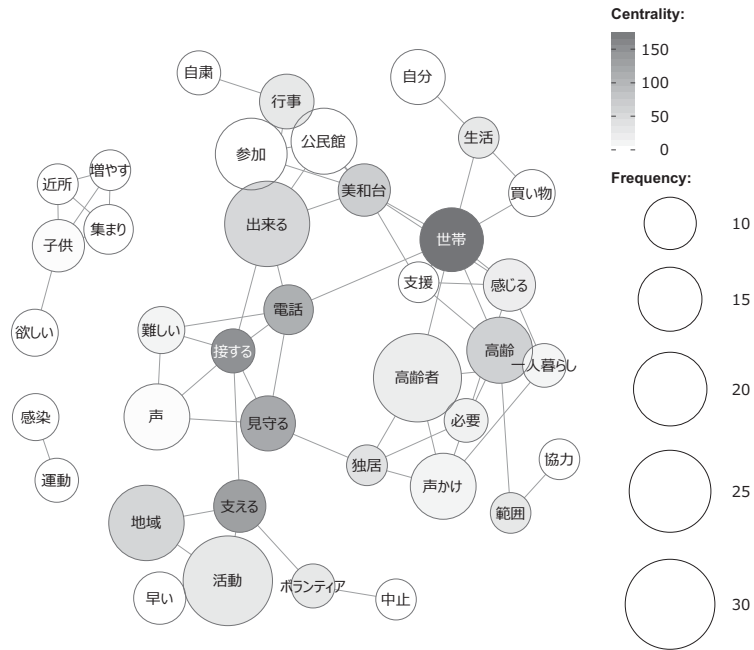 Centrality:
150
100
50
0
Frequency:
10
15
20
25
30
自粛
行事
自分
参加
公民館
生活
近所
増やす
美和台
買い物
子供
集まり
出来る
世帯
支援
感じる
電話
欲しい
難しい
接する
高齢
一人暮らし
高齢者
感染
声
見守る
必要
独居
協力
運動
声かけ
地域
支える
範囲
活動
ボランティア
早い
中止